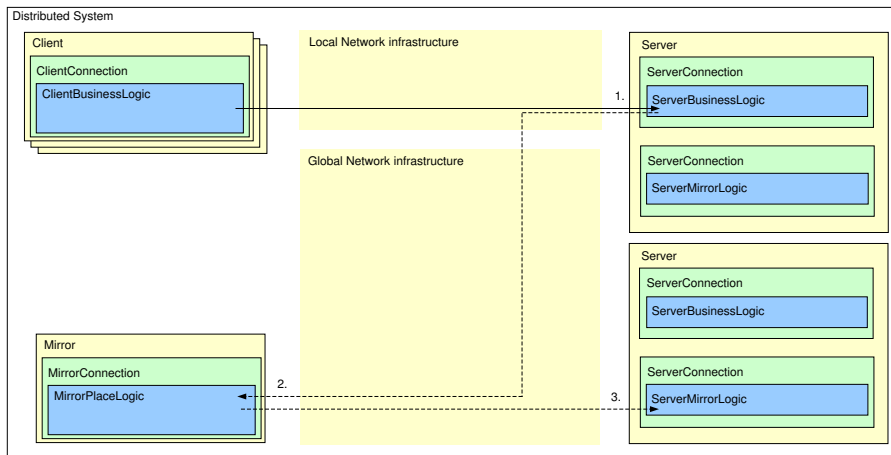 Distributed System
Client
ClientConnection
ClientBusinessLogic
Local Network infrastructure
1.
Server
ServerConnection
ServerBusinessLogic
ServerConnection
ServerMirrorLogic
Global Network infrastructure
Server
ServerConnection
ServerBusinessLogic
ServerConnection
ServerMirrorLogic
Mirror
MirrorConnection
MirrorPlaceLogic
2.
3.